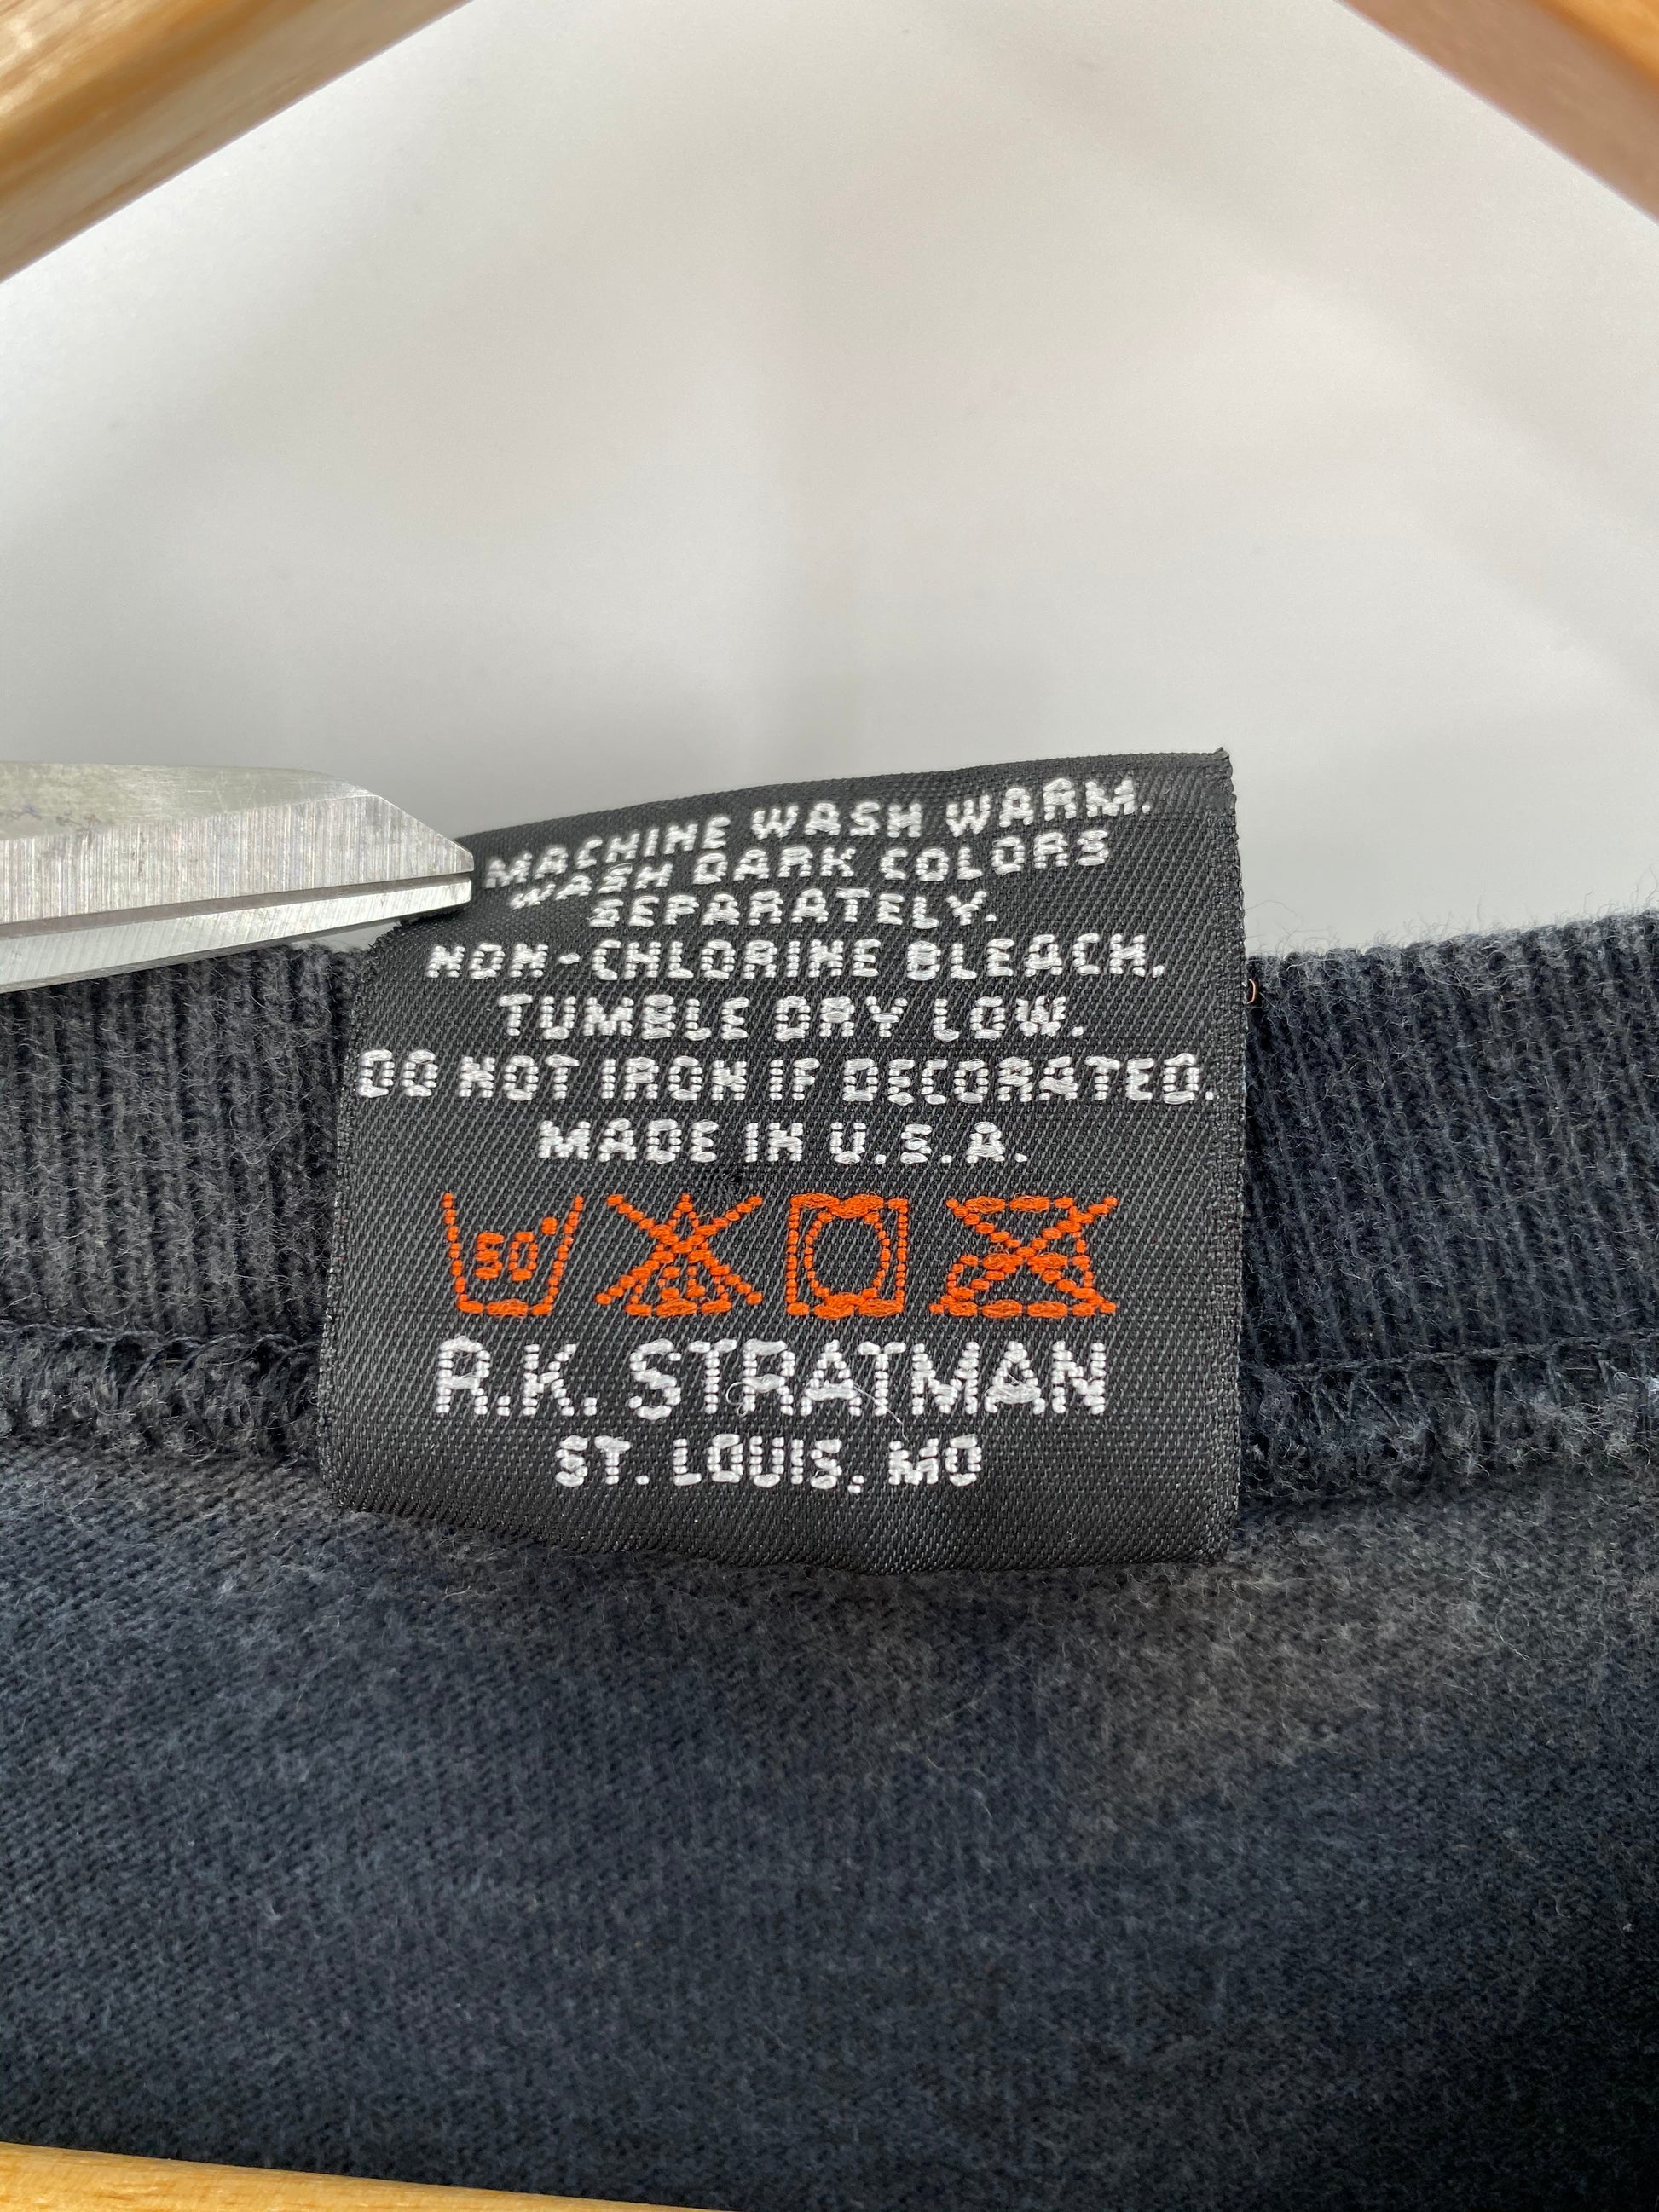 MACHINE WASH WARM.
WASH DARK COLORS
SEPARATELY.
NON-CHLORINE BLEACH.
TUMBLE DRY LOW.
DO NOT IRON IF DECORATED.
MADE IN U.S.A.
50° CL
R.K. STRATMAN
ST. LOUIS, MO